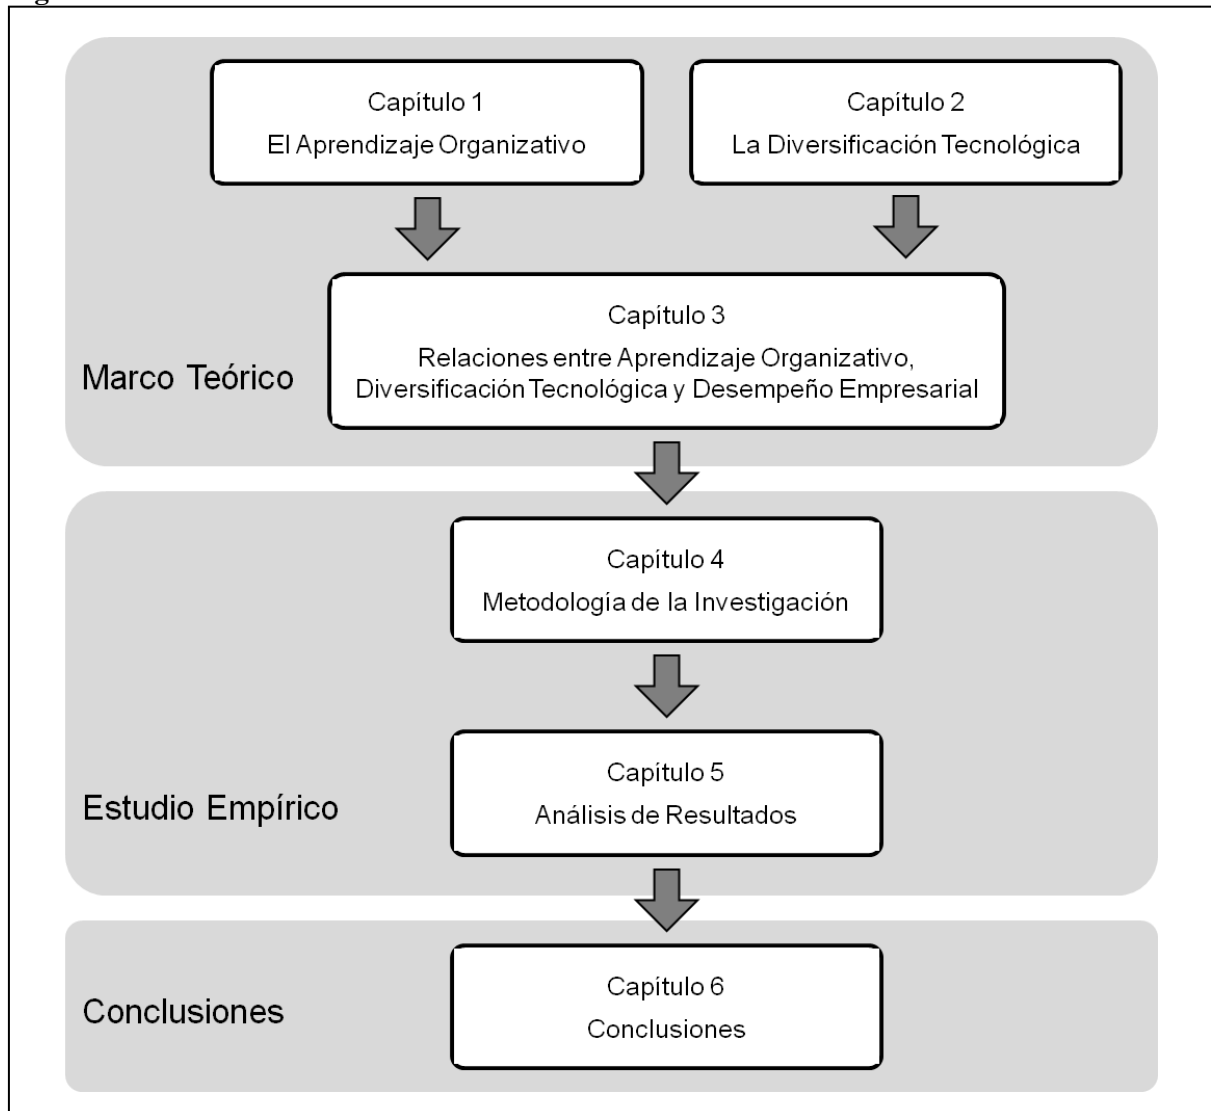 Capítulo 1
El Aprendizaje Organizativo
Capítulo 2
La Diversificación Tecnológica
Capítulo 3
Relaciones entre Aprendizaje Organizativo,
Diversificación Tecnológica y Desempeño Empresarial
Marco Teórico
Capítulo 4
Metodología de la Investigación
Capítulo 5
Análisis de Resultados
Estudio Empírico
Capítulo 6
Conclusiones
Conclusiones